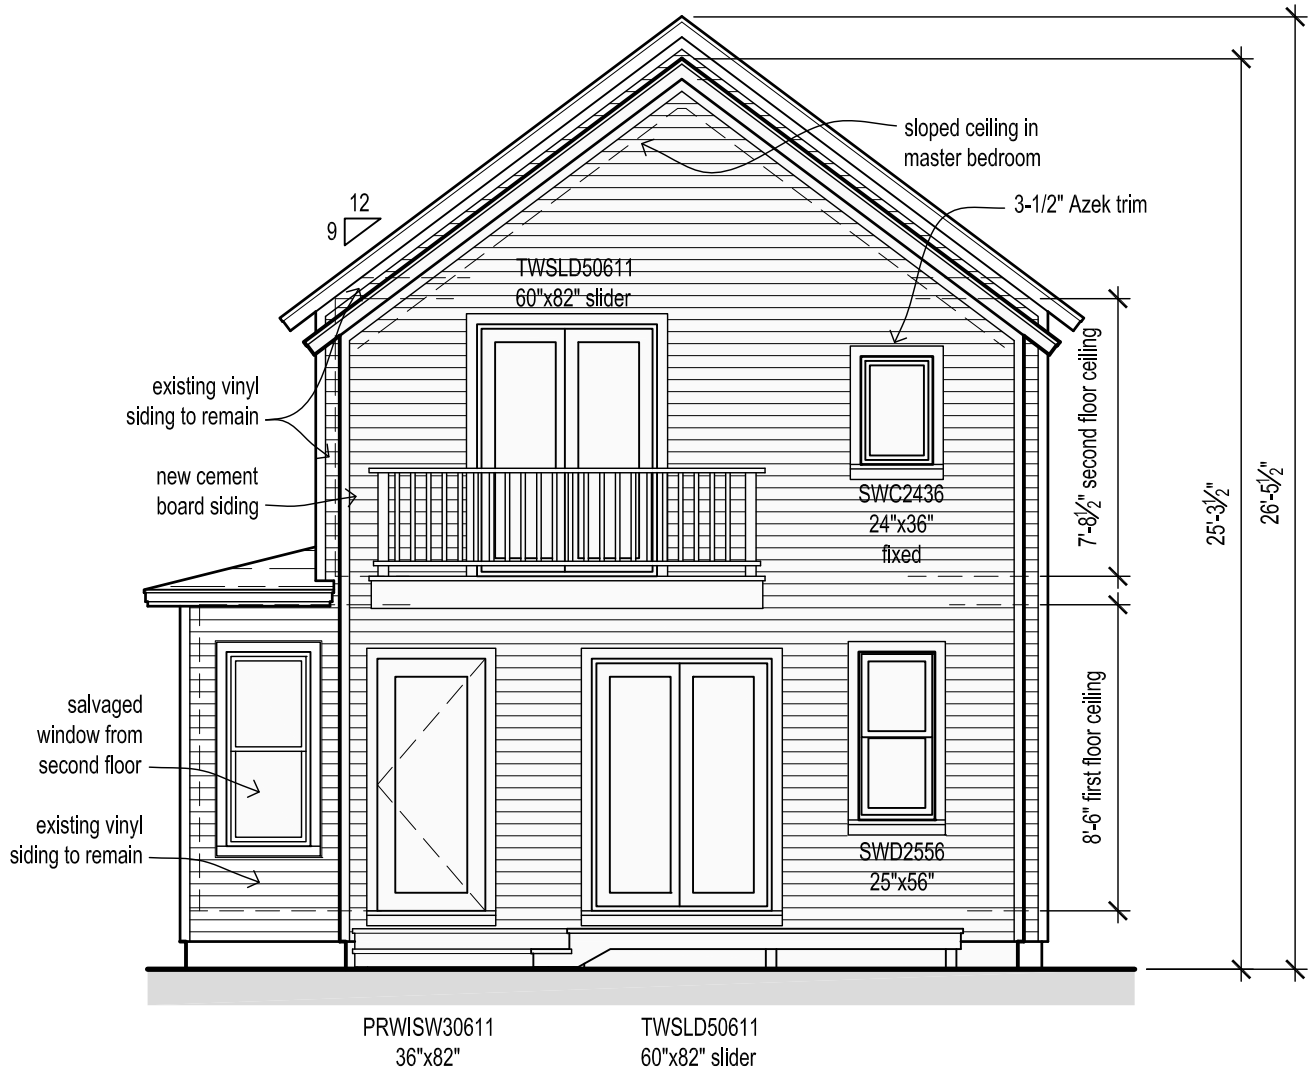 sloped ceiling in
master bedroom
3-1/2" Azek trim
12
9
TWSLD50611
60"x82" slider
existing vinyl
siding to remain
new cement
board siding
SWC2436
24"x36"
fixed
7'-8½" second floor ceiling
25'-3½"
26'-5½"
salvaged
window from
second floor
existing vinyl
siding to remain
8'-6" first floor ceiling
SWD2556
25"x56"
PRWISW30611
36"x82"
TWSLD50611
60"x82" slider